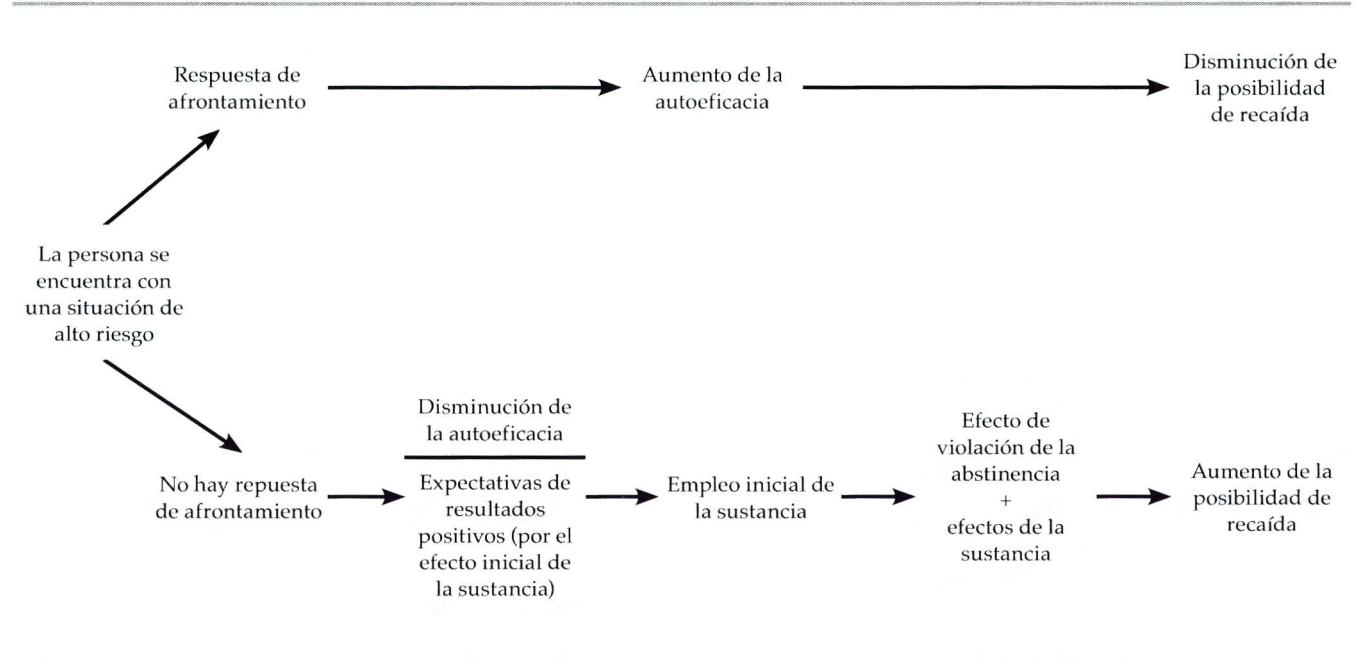 Respuesta de
afrontamiento
Aumento de la
autoeficacia
Disminución de
la posibilidad
de recaída
La persona se
encuentra con
una situación de
alto riesgo
No hay repuesta
de afrontamiento
Disminución de
la autoeficacia
Expectativas de
resultados
positivos (por el
efecto inicial de
la sustancia)
Empleo inicial de
la sustancia
Efecto de
violación de la
abstinencia
+
efectos de la
sustancia
Aumento de la
posibilidad de
recaída